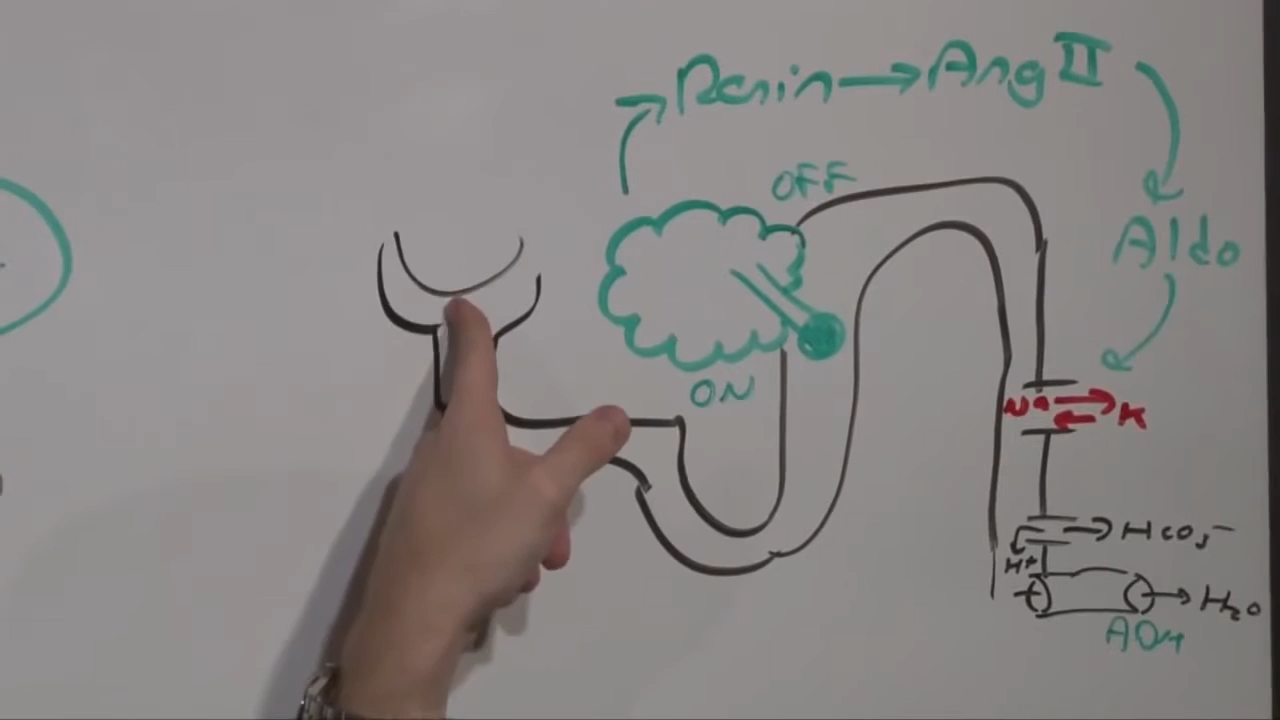 Renin → Ang II
OFF
Aldo
ON
Na → ← K
→ HCO₃⁻
H+
→ H₂O
ADH